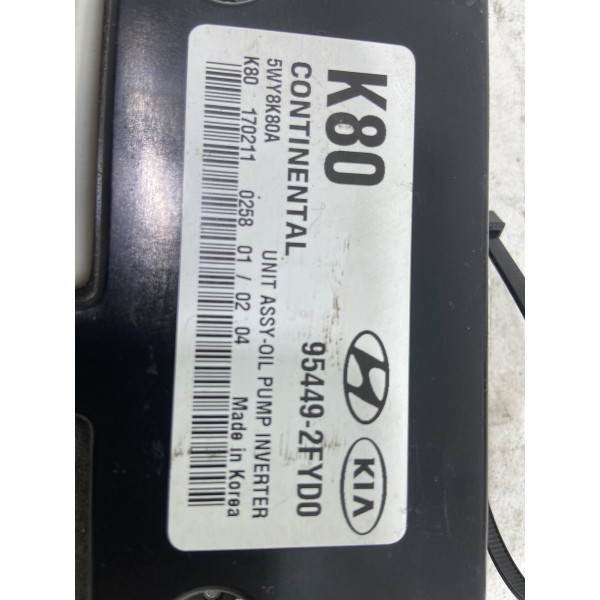 K80
KIA
CONTINENTAL 95449-2FYD0
5WY8K80A UNIT ASSY-OIL PUMP INVERTER
K80 170211 0258 01 / 02 04 Made in Korea